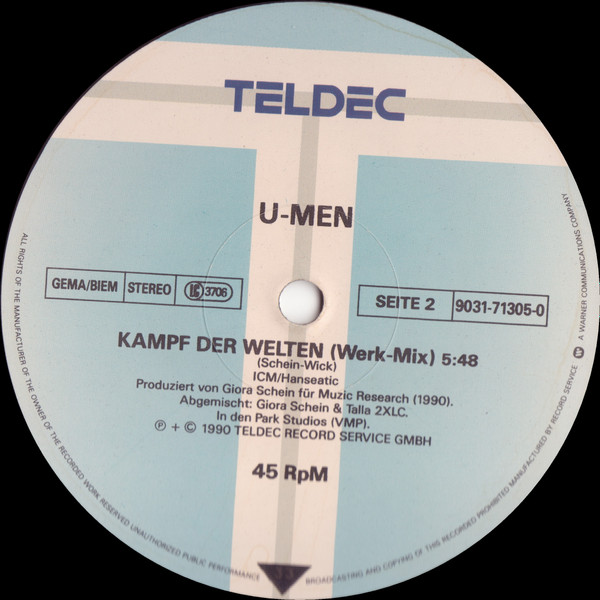 TELDEC
U-MEN
GEMA/BIEM STEREO LC 3706
SEITE 2 9031-71305-0
KAMPF DER WELTEN (Werk-Mix) 5:48
(Schein-Wick)
ICM/Hanseatic
Produziert von Giora Schein für Muzic Research (1990).
Abgemischt: Giora Schein & Talla 2XLC.
In den Park Studios (VMP).
℗ + © 1990 TELDEC RECORD SERVICE GMBH
45 RpM
33
ALL RIGHTS OF THE MANUFACTURER OF THE OWNER OF THE RECORDED WORK RESERVED UNAUTHORIZED PUBLIC PERFORMANCE BROADCASTING AND COPYING OF THIS RECORDED PROHIBITED MANUFACTURED BY RECORD SERVICE A WARNER COMMUNICATIONS COMPANY